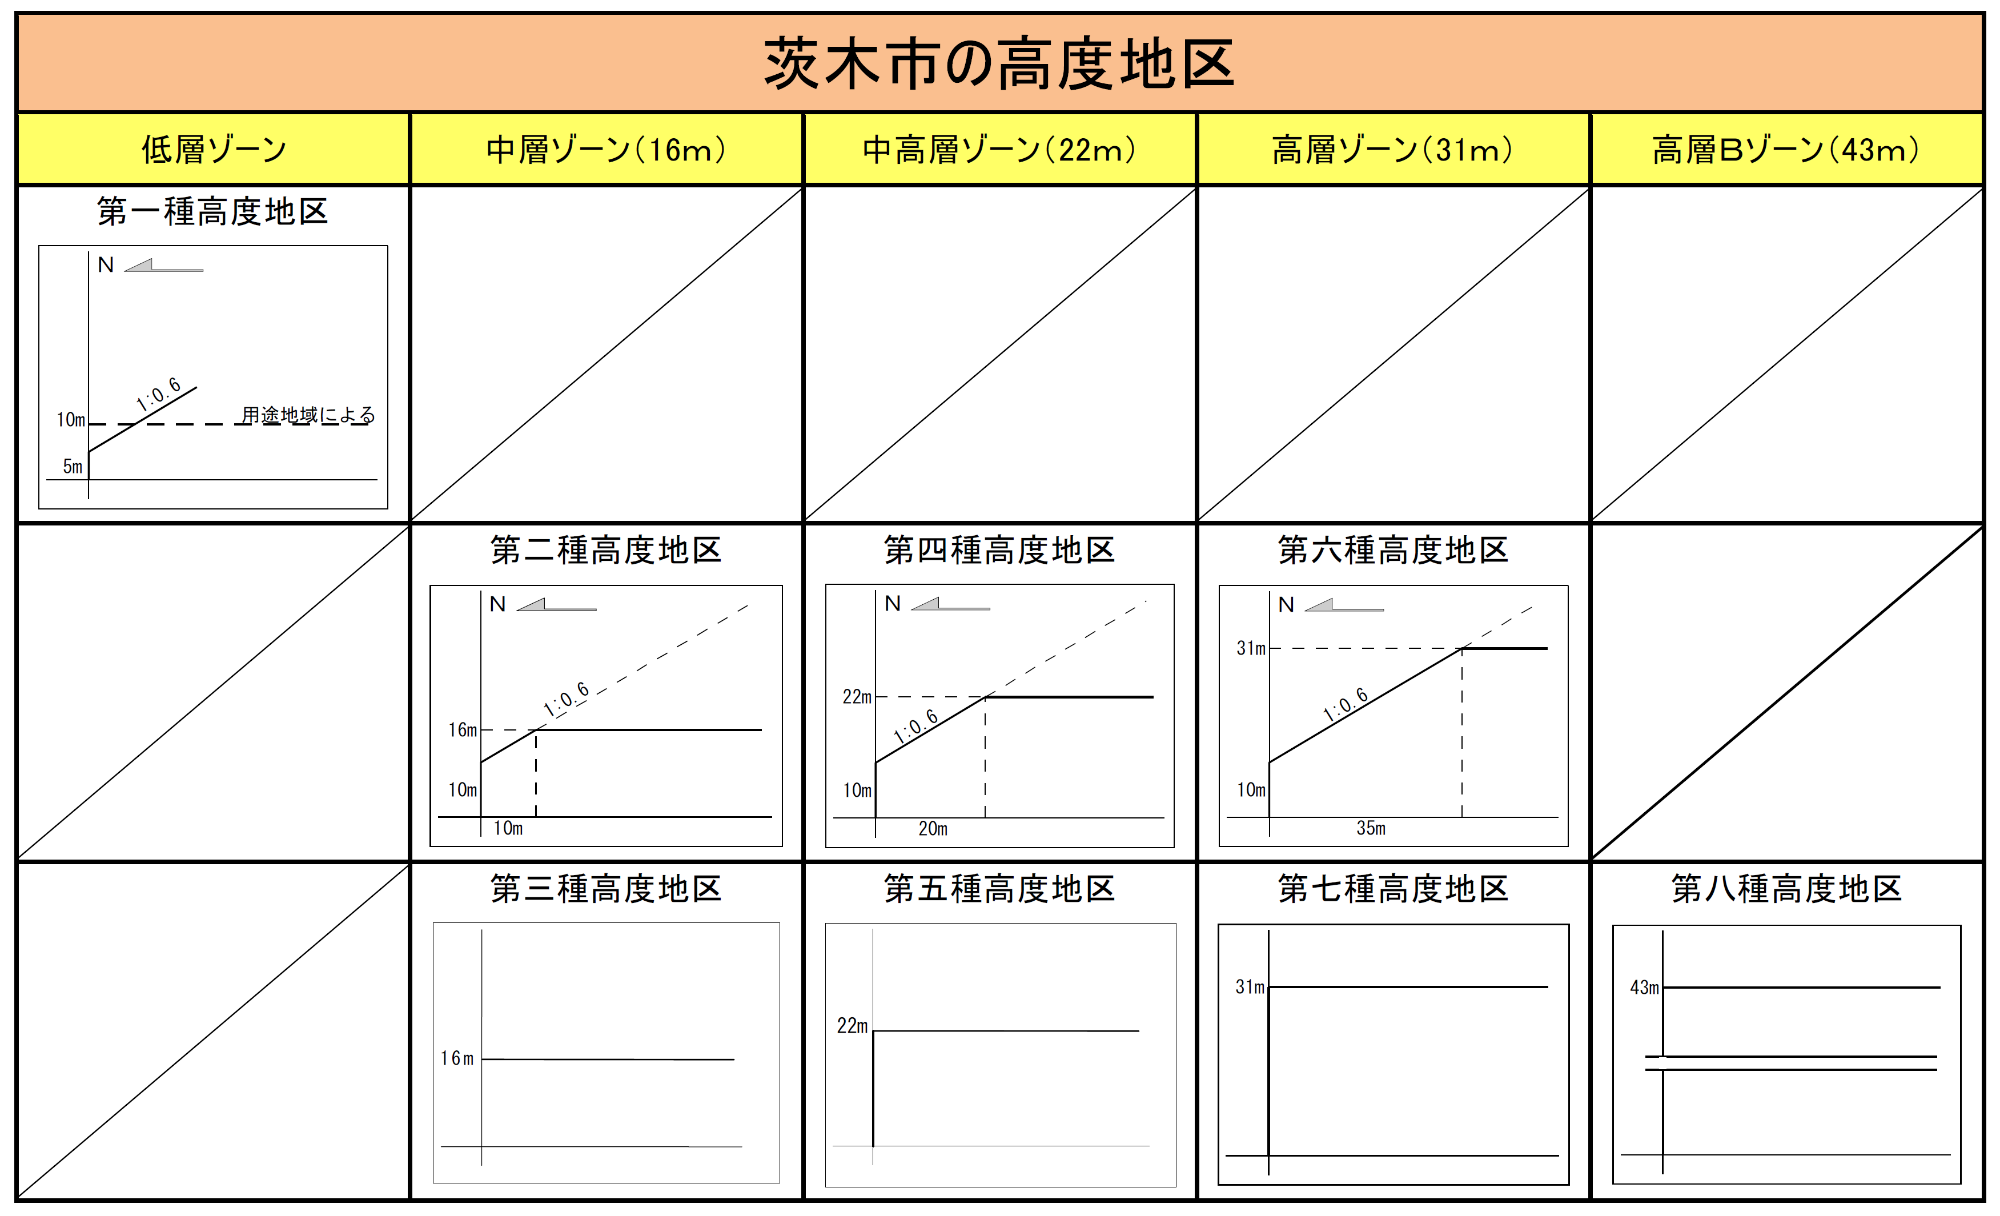 茨木市の高度地区
低層ゾーン
中層ゾーン(16m)
中高層ゾーン(22m)
高層ゾーン(31m)
高層Bゾーン(43m)
第一種高度地区
N
1:0.6
10m
用途地域による
5m
第二種高度地区
N
1:0.6
16m
10m
10m
第四種高度地区
N
22m
1:0.6
10m
20m
第六種高度地区
N
31m
1:0.6
10m
35m
第三種高度地区
16m
第五種高度地区
22m
第七種高度地区
31m
第八種高度地区
43m